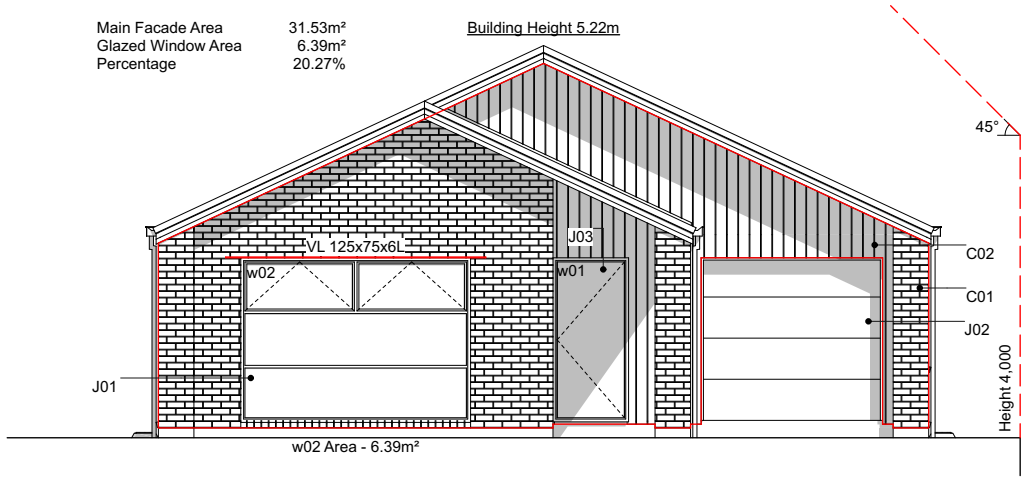 Main Facade Area 31.53m²
Glazed Window Area 6.39m²
Percentage 20.27%
Building Height 5.22m
45°
J03
VL 125x75x6L
w02
w01
C02
C01
J02
J01
Height 4,000
w02 Area - 6.39m²